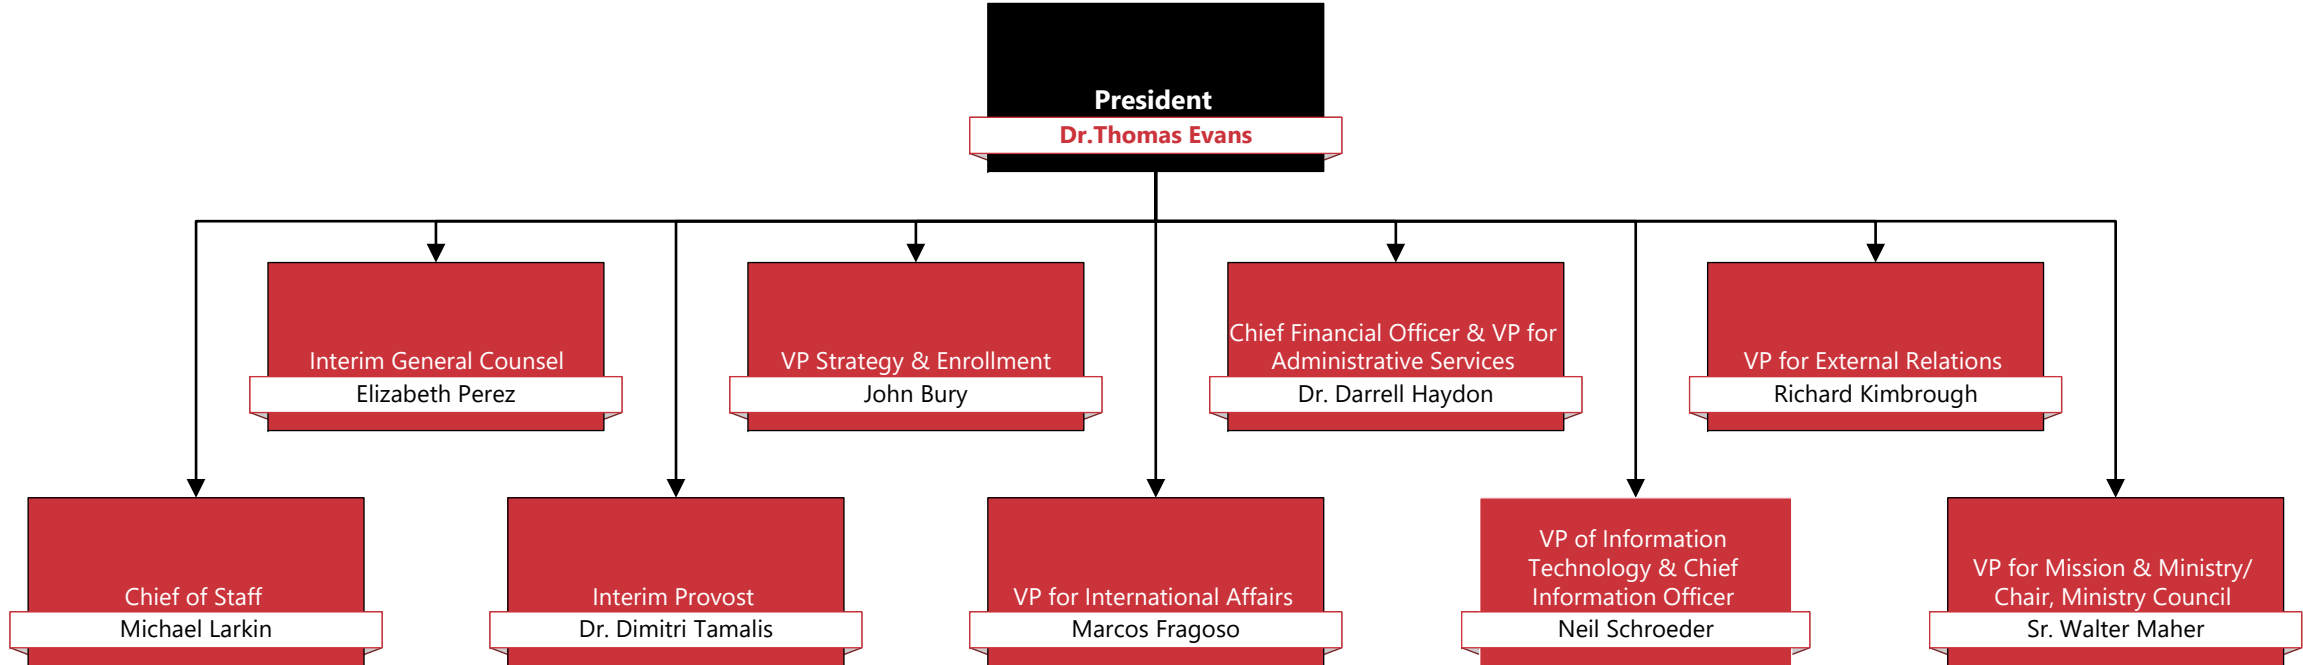 President
Dr.Thomas Evans
Interim General Counsel
Elizabeth Perez
VP Strategy & Enrollment
John Bury
Chief Financial Officer & VP for
Administrative Services
Dr. Darrell Haydon
VP for External Relations
Richard Kimbrough
Chief of Staff
Michael Larkin
Interim Provost
Dr. Dimitri Tamalis
VP for International Affairs
Marcos Fragoso
VP of Information
Technology & Chief
Information Officer
Neil Schroeder
VP for Mission & Ministry/
Chair, Ministry Council
Sr. Walter Maher